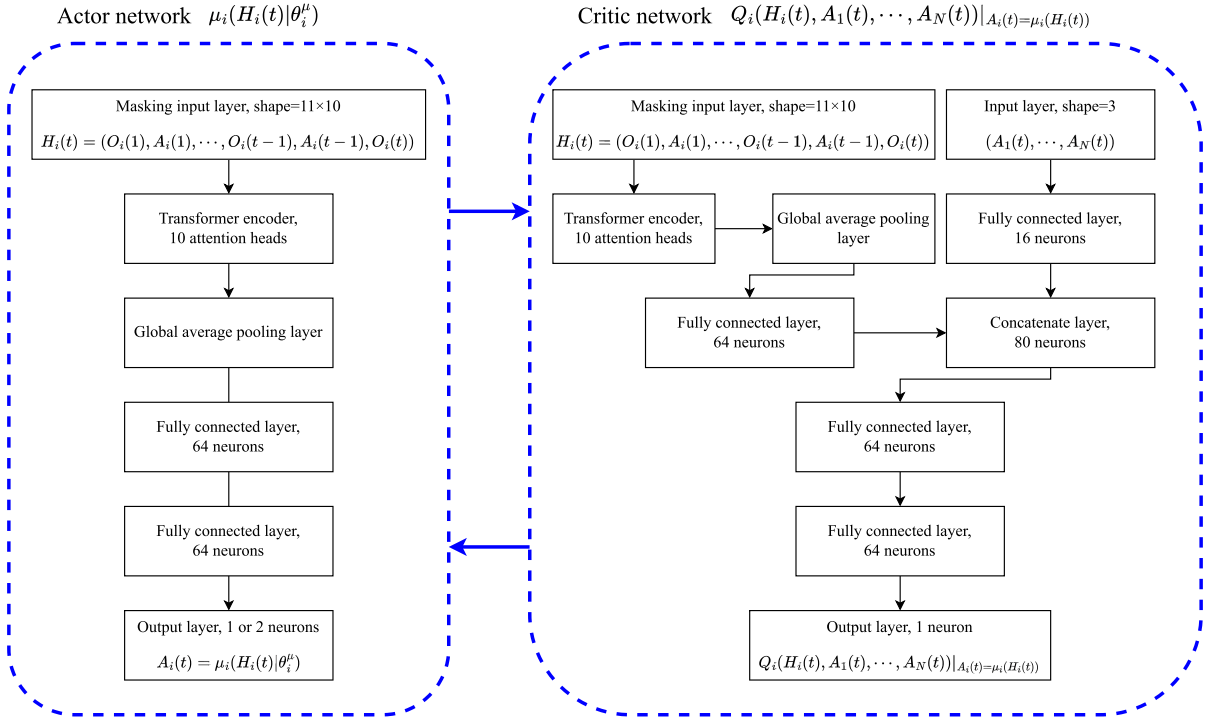 Actor network μᵢ(Hᵢ(t)|θᵢ^μ)
Masking input layer, shape=11×10
Hᵢ(t) = (Oᵢ(1), Aᵢ(1), ⋯, Oᵢ(t−1), Aᵢ(t−1), Oᵢ(t))
Transformer encoder,
10 attention heads
Global average pooling layer
Fully connected layer,
64 neurons
Fully connected layer,
64 neurons
Output layer, 1 or 2 neurons
Aᵢ(t) = μᵢ(Hᵢ(t)|θᵢ^μ)
Critic network Qᵢ(Hᵢ(t), A₁(t), ⋯, A_N(t))|_{Aᵢ(t)=μᵢ(Hᵢ(t))}
Masking input layer, shape=11×10
Hᵢ(t) = (Oᵢ(1), Aᵢ(1), ⋯, Oᵢ(t−1), Aᵢ(t−1), Oᵢ(t))
Input layer, shape=3
(A₁(t), ⋯, A_N(t))
Transformer encoder,
10 attention heads
Global average pooling
layer
Fully connected layer,
16 neurons
Fully connected layer,
64 neurons
Concatenate layer,
80 neurons
Fully connected layer,
64 neurons
Fully connected layer,
64 neurons
Output layer, 1 neuron
Qᵢ(Hᵢ(t), A₁(t), ⋯, A_N(t))|_{Aᵢ(t)=μᵢ(Hᵢ(t))}